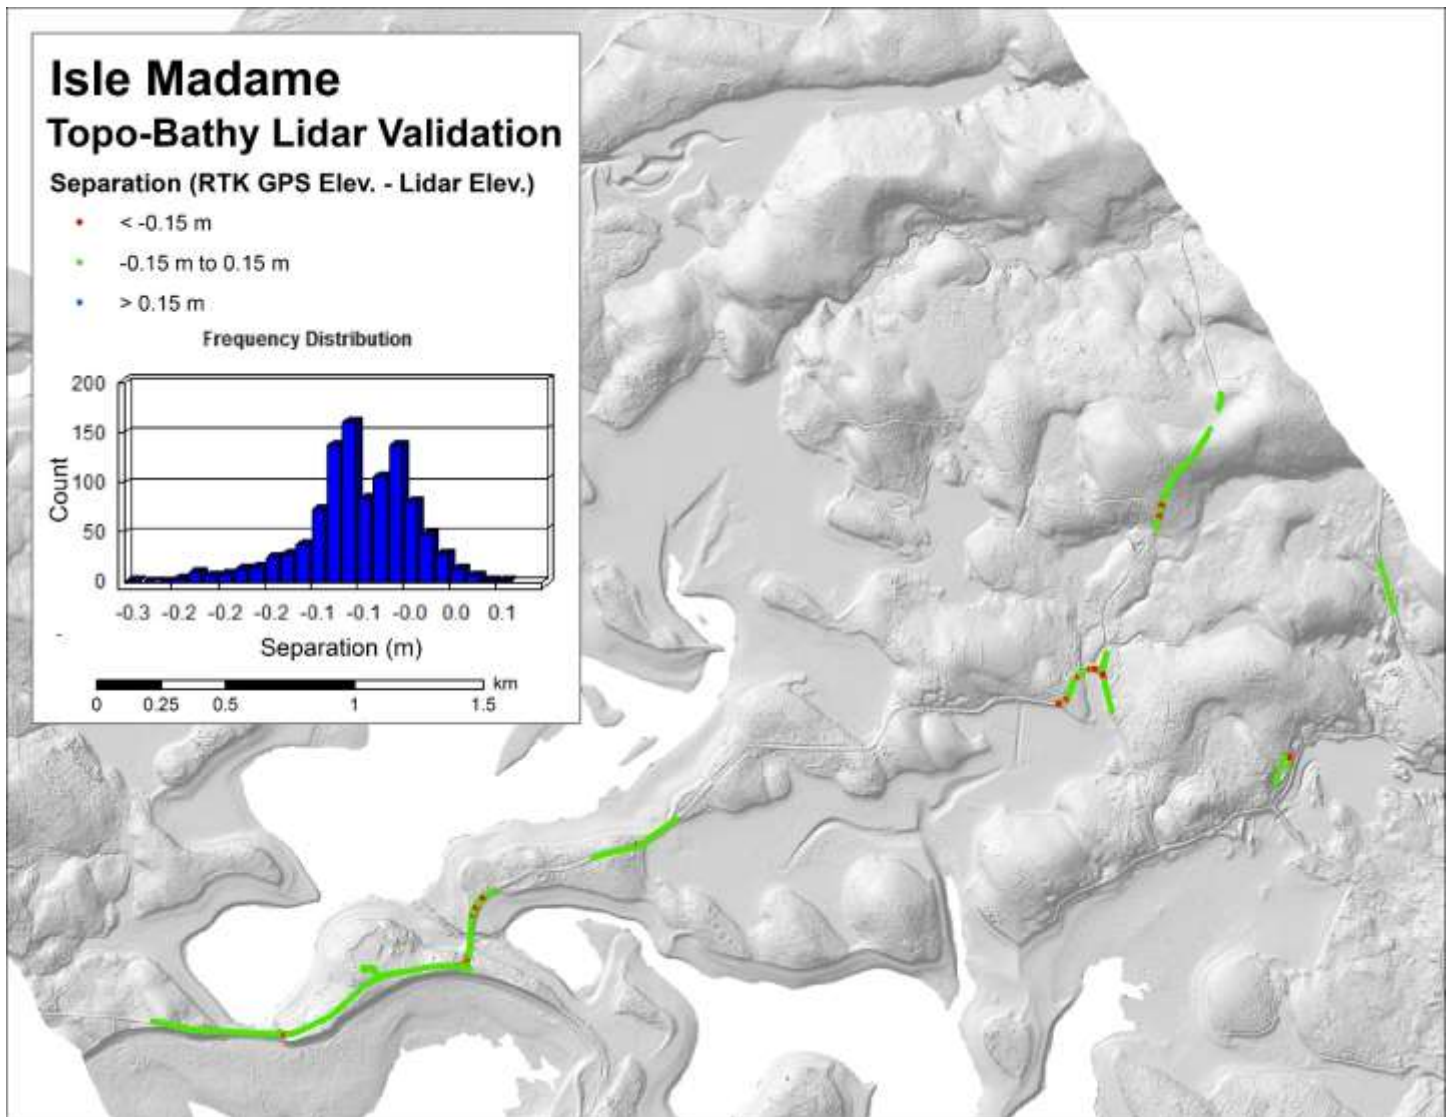 Isle Madame
Topo-Bathy Lidar Validation
Separation (RTK GPS Elev. - Lidar Elev.)
< -0.15 m
-0.15 m to 0.15 m
> 0.15 m
Frequency Distribution
200
150
100
50
0
Count
-0.3 -0.2 -0.2 -0.2 -0.1 -0.1 -0.0 0.0 0.1
Separation (m)
km
0 0.25 0.5 1 1.5